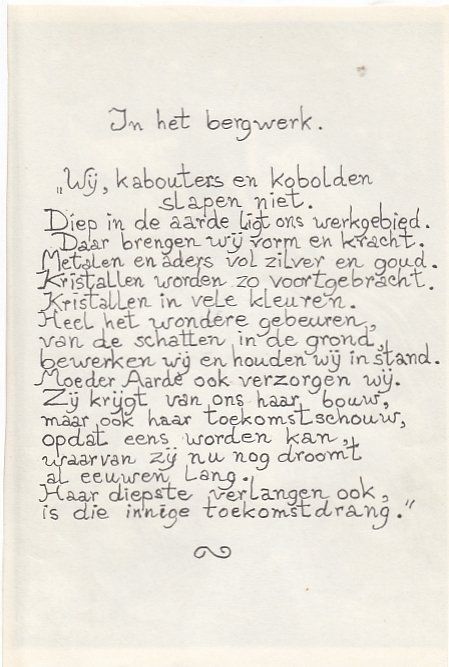 In het bergwerk.
„Wij, kabouters en kobolden
slapen niet.
Diep in de aarde ligt ons werkgebied.
Daar brengen wij vorm en kracht.
Metalen en aders vol zilver en goud.
Kristallen worden zo voortgebracht.
Kristallen in vele kleuren.
Heel het wondere gebeuren,
van de schatten in de grond,
bewerken wij en houden wij in stand.
Moeder Aarde ook verzorgen wij.
Zij krijgt van ons haar bouw,
maar ook haar toekomstschouw,
opdat eens worden kan,
waarvan zij nu nog droomt
al eeuwen lang.
Haar diepste verlangen ook,
is die innige toekomstdrang."